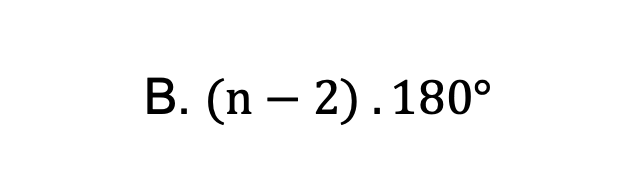 B. (n − 2) . 180°